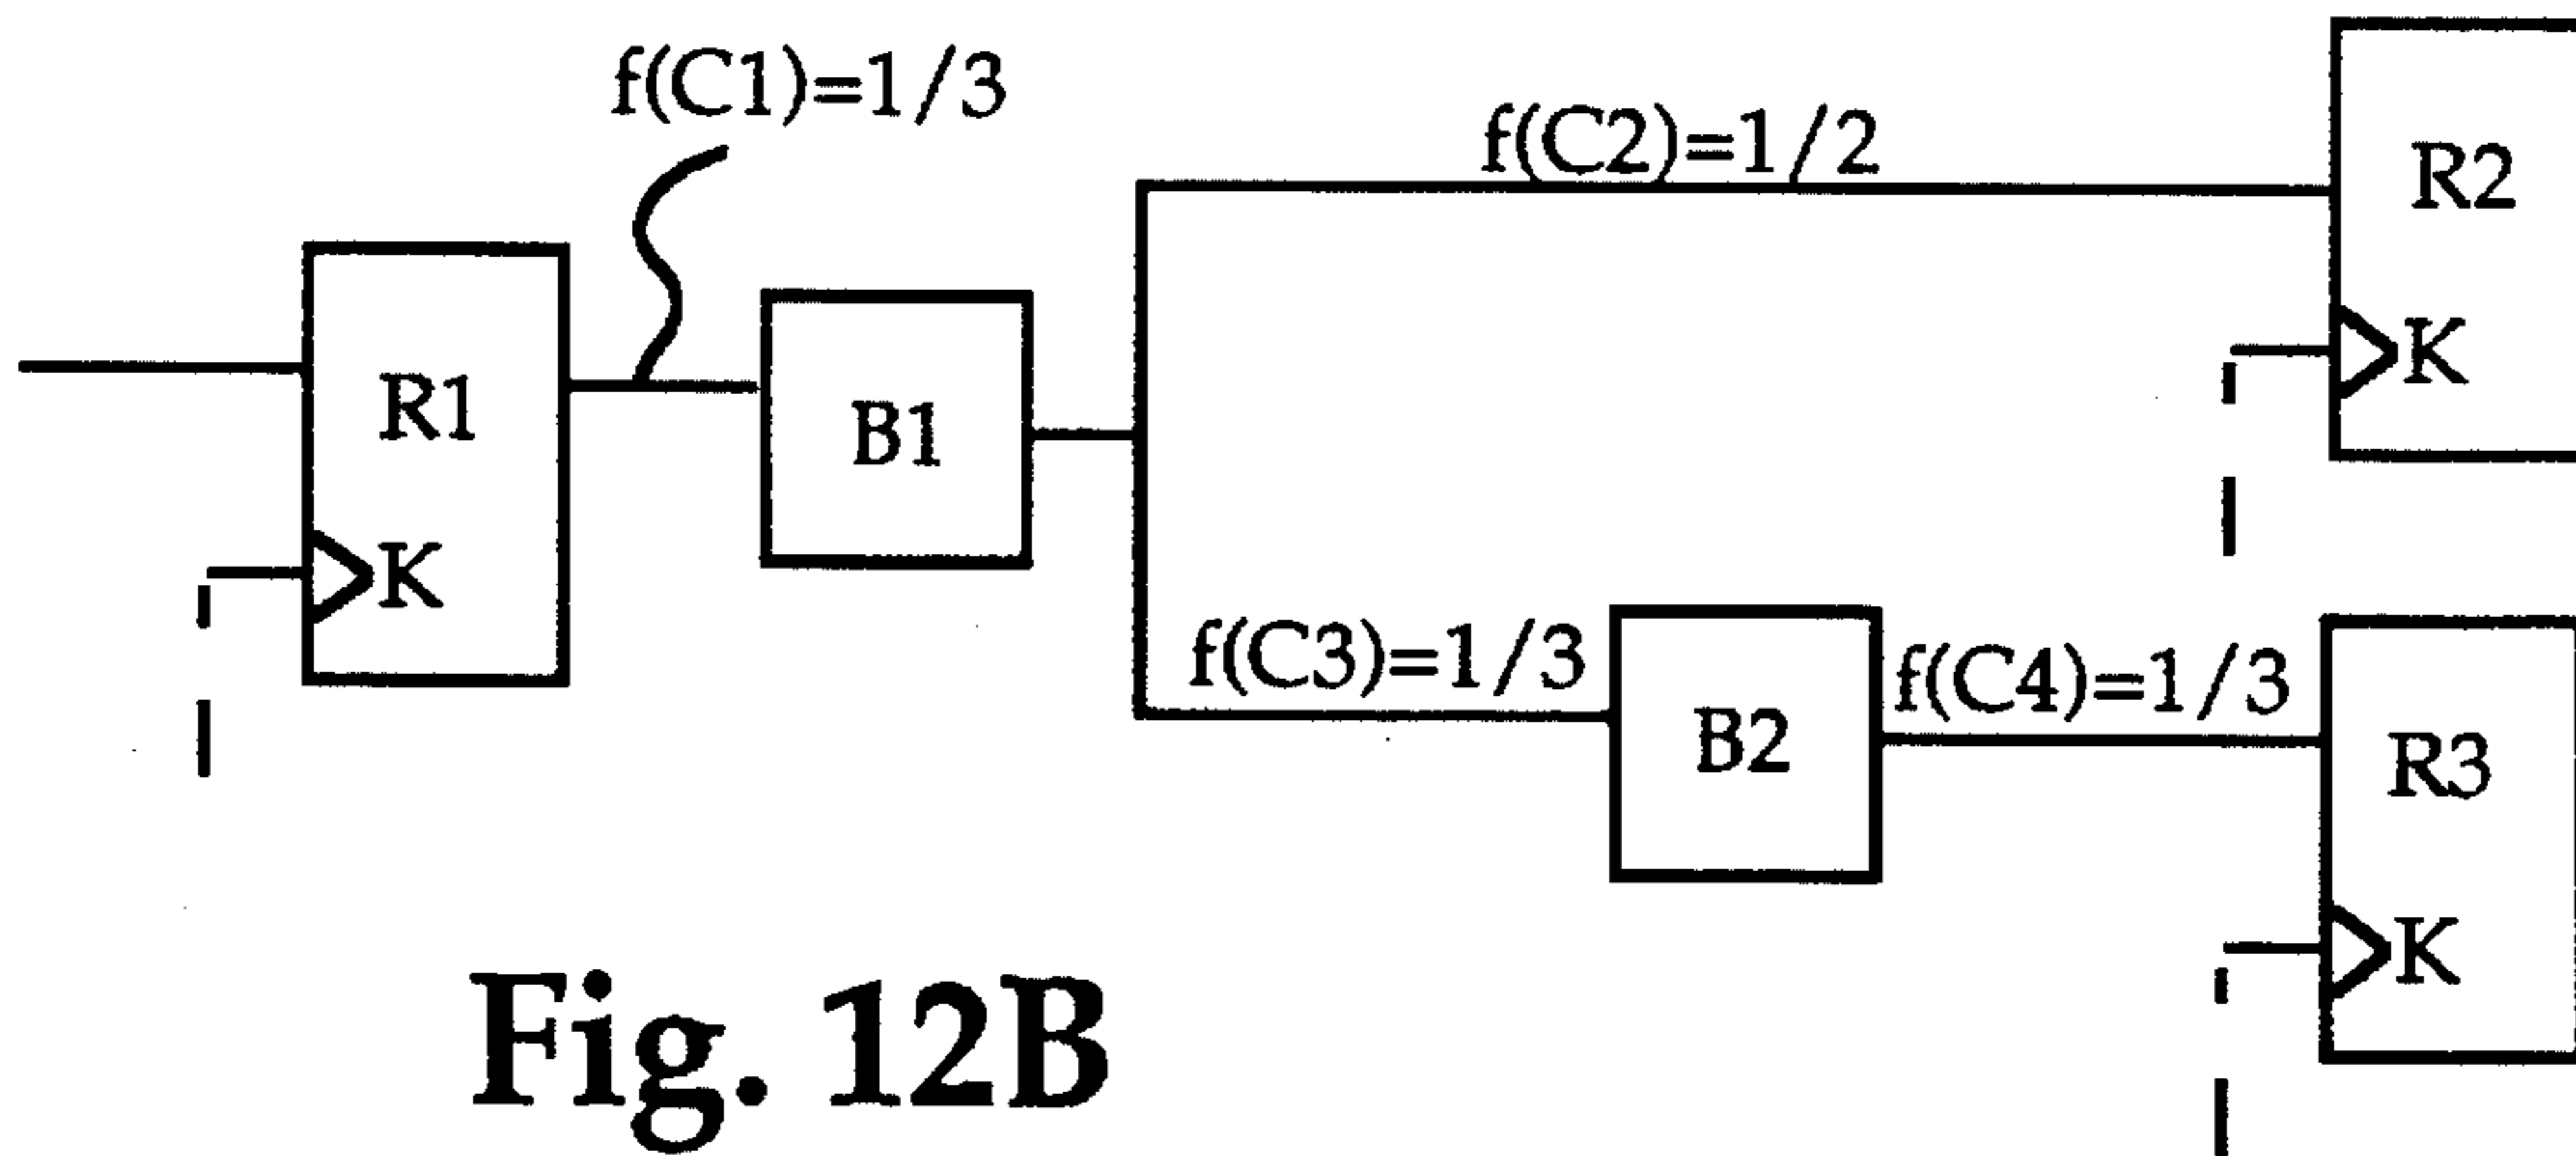 f(C1)=1/3
f(C2)=1/2
R2
K
R1
K
B1
f(C3)=1/3
B2
f(C4)=1/3
R3
K
Fig. 12B